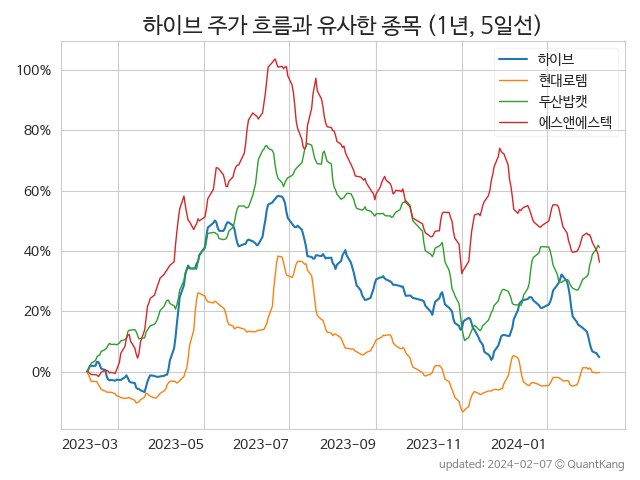 하이브 주가 흐름과 유사한 종목 (1년, 5일선)
하이브
현대로템
두산밥캣
에스앤에스텍
100%
80%
60%
40%
20%
0%
2023-03 2023-05 2023-07 2023-09 2023-11 2024-01
updated: 2024-02-07 © QuantKang